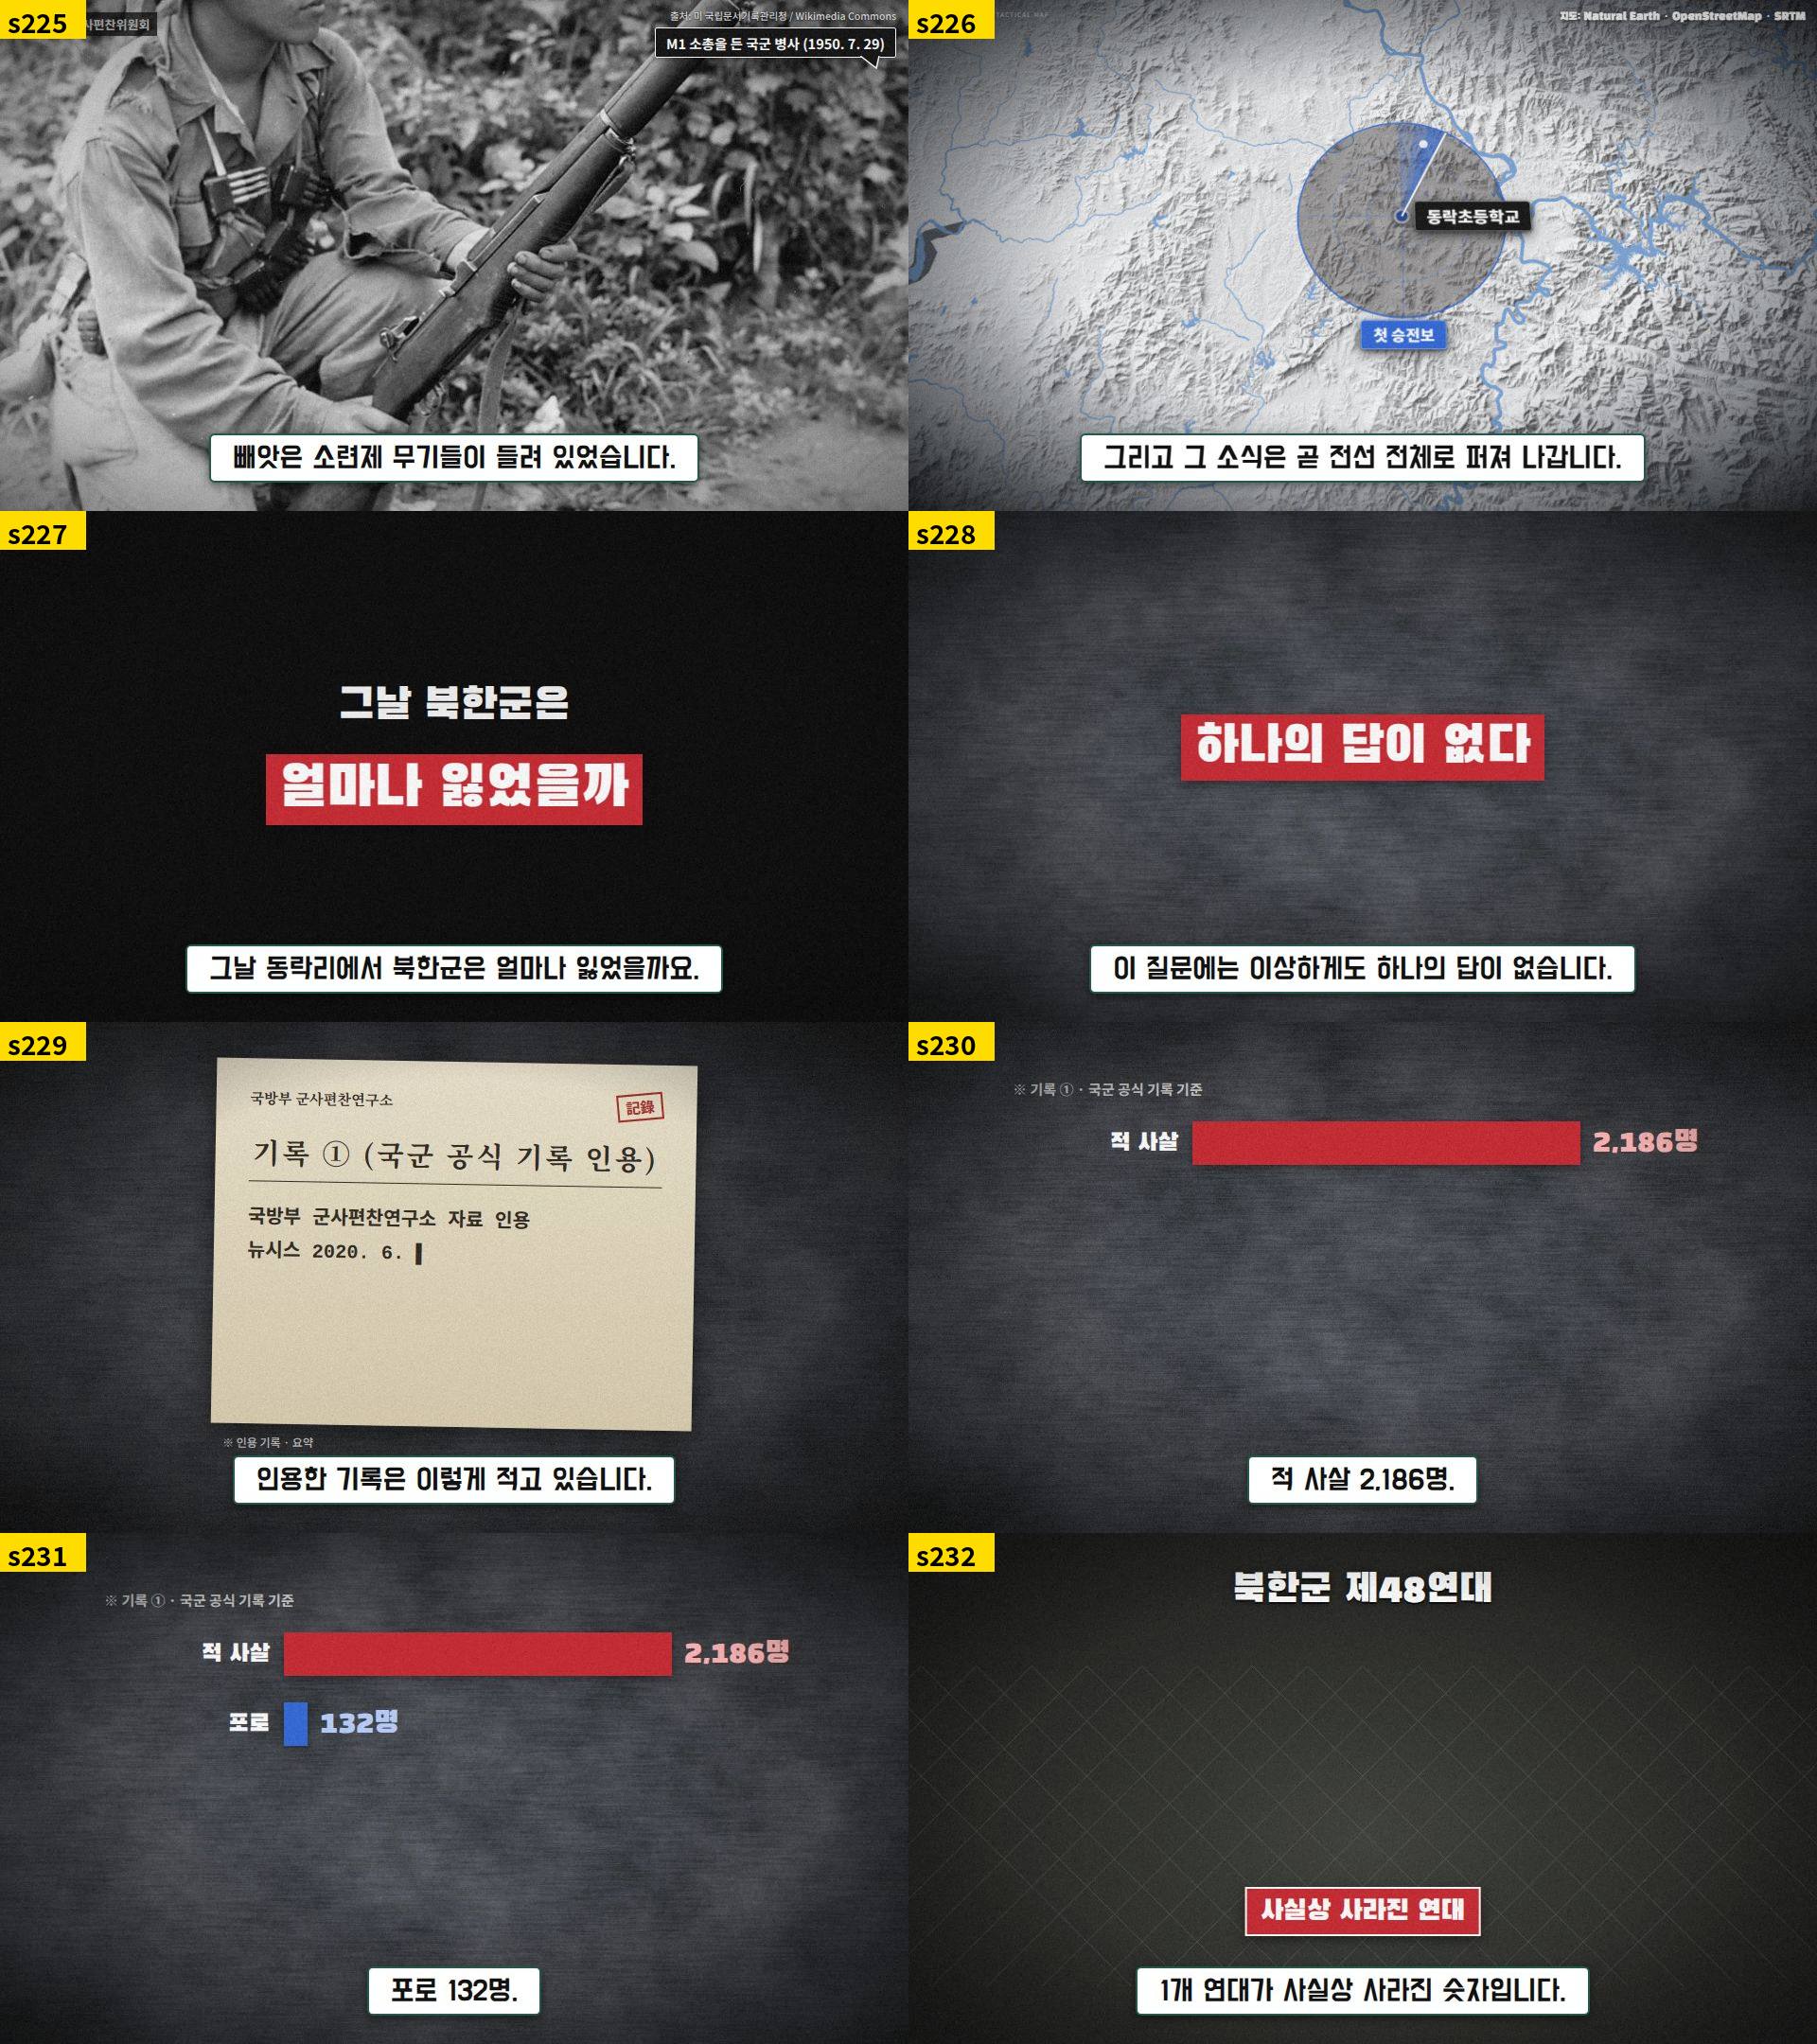 s225
사편찬위원회
출처: 미 국립문서기록관리청 / Wikimedia Commons
M1 소총을 든 국군 병사 (1950. 7. 29)
빼앗은 소련제 무기들이 들려 있었습니다.
s226
TACTICAL MAP
지도: Natural Earth · OpenStreetMap · SRTM
동락초등학교
첫 승전보
그리고 그 소식은 곧 전선 전체로 퍼져 나갑니다.
s227
그날 북한군은
얼마나 잃었을까
그날 동락리에서 북한군은 얼마나 잃었을까요.
s228
하나의 답이 없다
이 질문에는 이상하게도 하나의 답이 없습니다.
s229
국방부 군사편찬연구소
記錄
기록 ① (국군 공식 기록 인용)
국방부 군사편찬연구소 자료 인용
뉴시스 2020. 6.
※ 인용 기록 · 요약
인용한 기록은 이렇게 적고 있습니다.
s230
※ 기록 ① · 국군 공식 기록 기준
적 사살 2,186명
적 사살 2,186명.
s231
※ 기록 ① · 국군 공식 기록 기준
적 사살 2,186명
포로 132명
포로 132명.
s232
북한군 제48연대
사실상 사라진 연대
1개 연대가 사실상 사라진 숫자입니다.